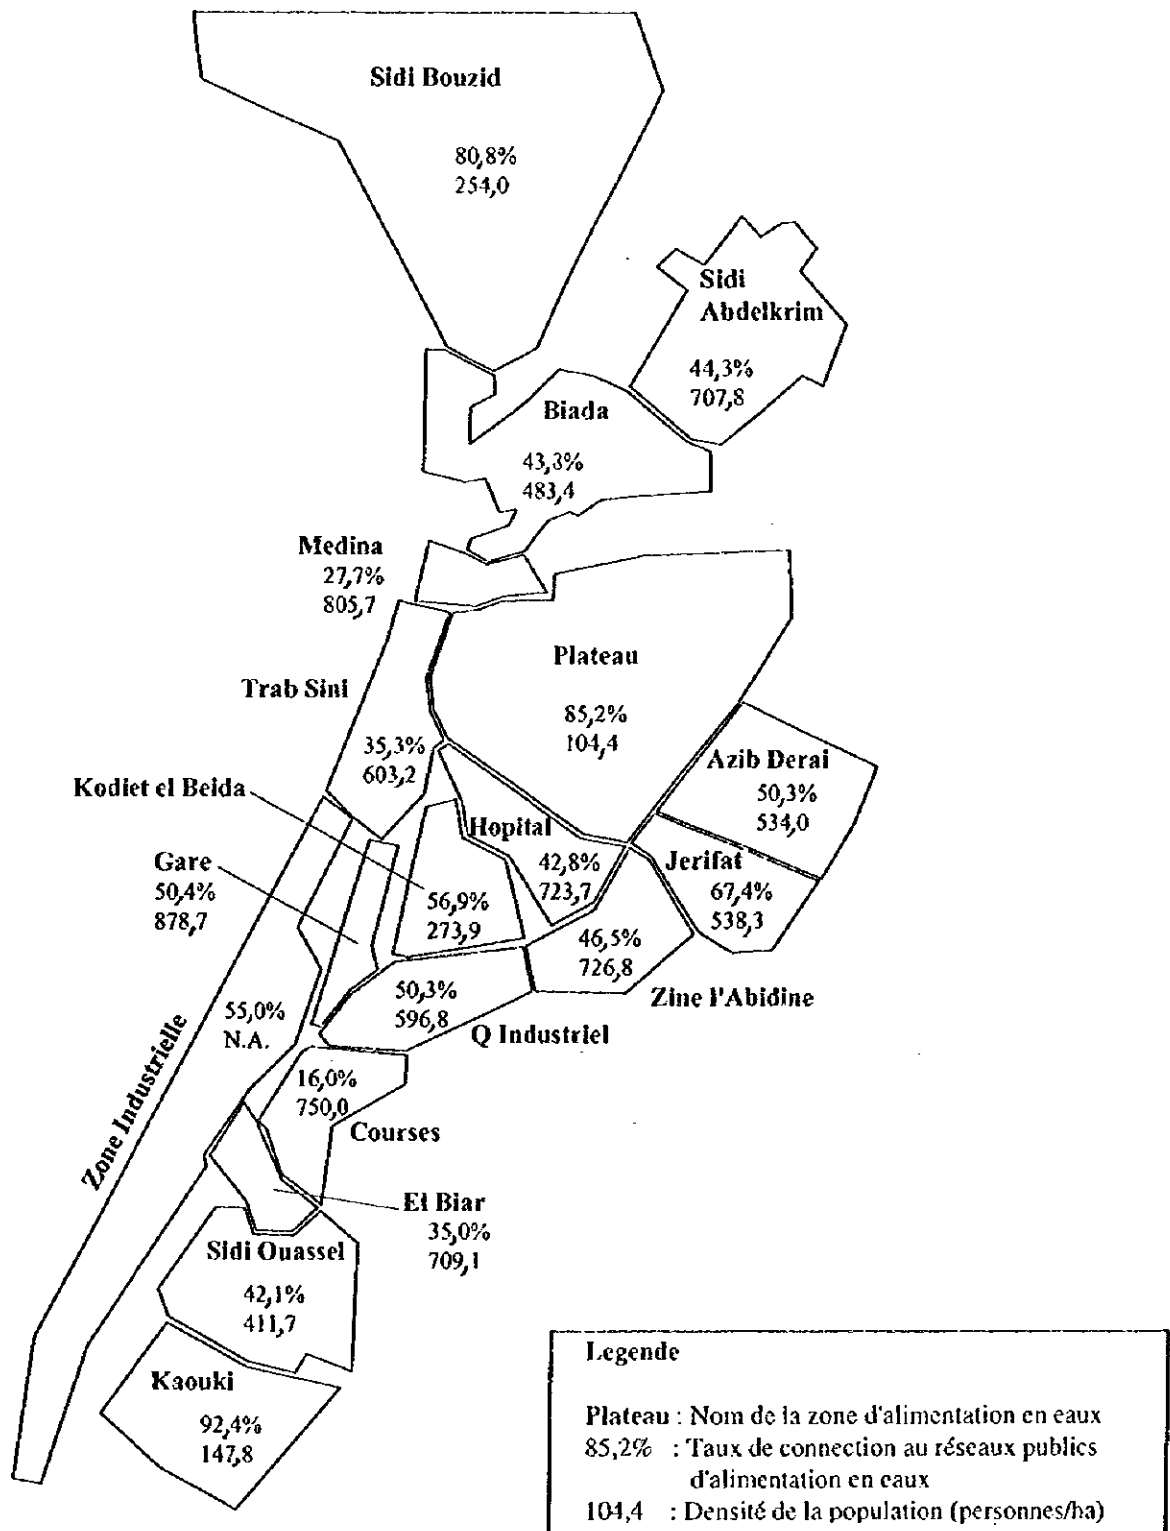 Sidi Bouzid
80,8%
254,0
Sidi
Abdelkrim
44,3%
707,8
Biada
43,3%
483,4
Medina
27,7%
805,7
Plateau
85,2%
104,4
Trab Sini
35,3%
603,2
Azib Derai
50,3%
534,0
Kodiet el Beida
56,9%
273,9
Hopital
42,8%
723,7
Jerifat
67,4%
538,3
Gare
50,4%
878,7
46,5%
726,8
Zine l'Abidine
50,3%
596,8
Q Industriel
55,0%
N.A.
Zone Industrielle
16,0%
750,0
Courses
El Biar
35,0%
709,1
Sidi Ouassel
42,1%
411,7
Kaouki
92,4%
147,8
Legende
Plateau : Nom de la zone d'alimentation en eaux
85,2% : Taux de connection au réseaux publics
d'alimentation en eaux
104,4 : Densité de la population (personnes/ha)